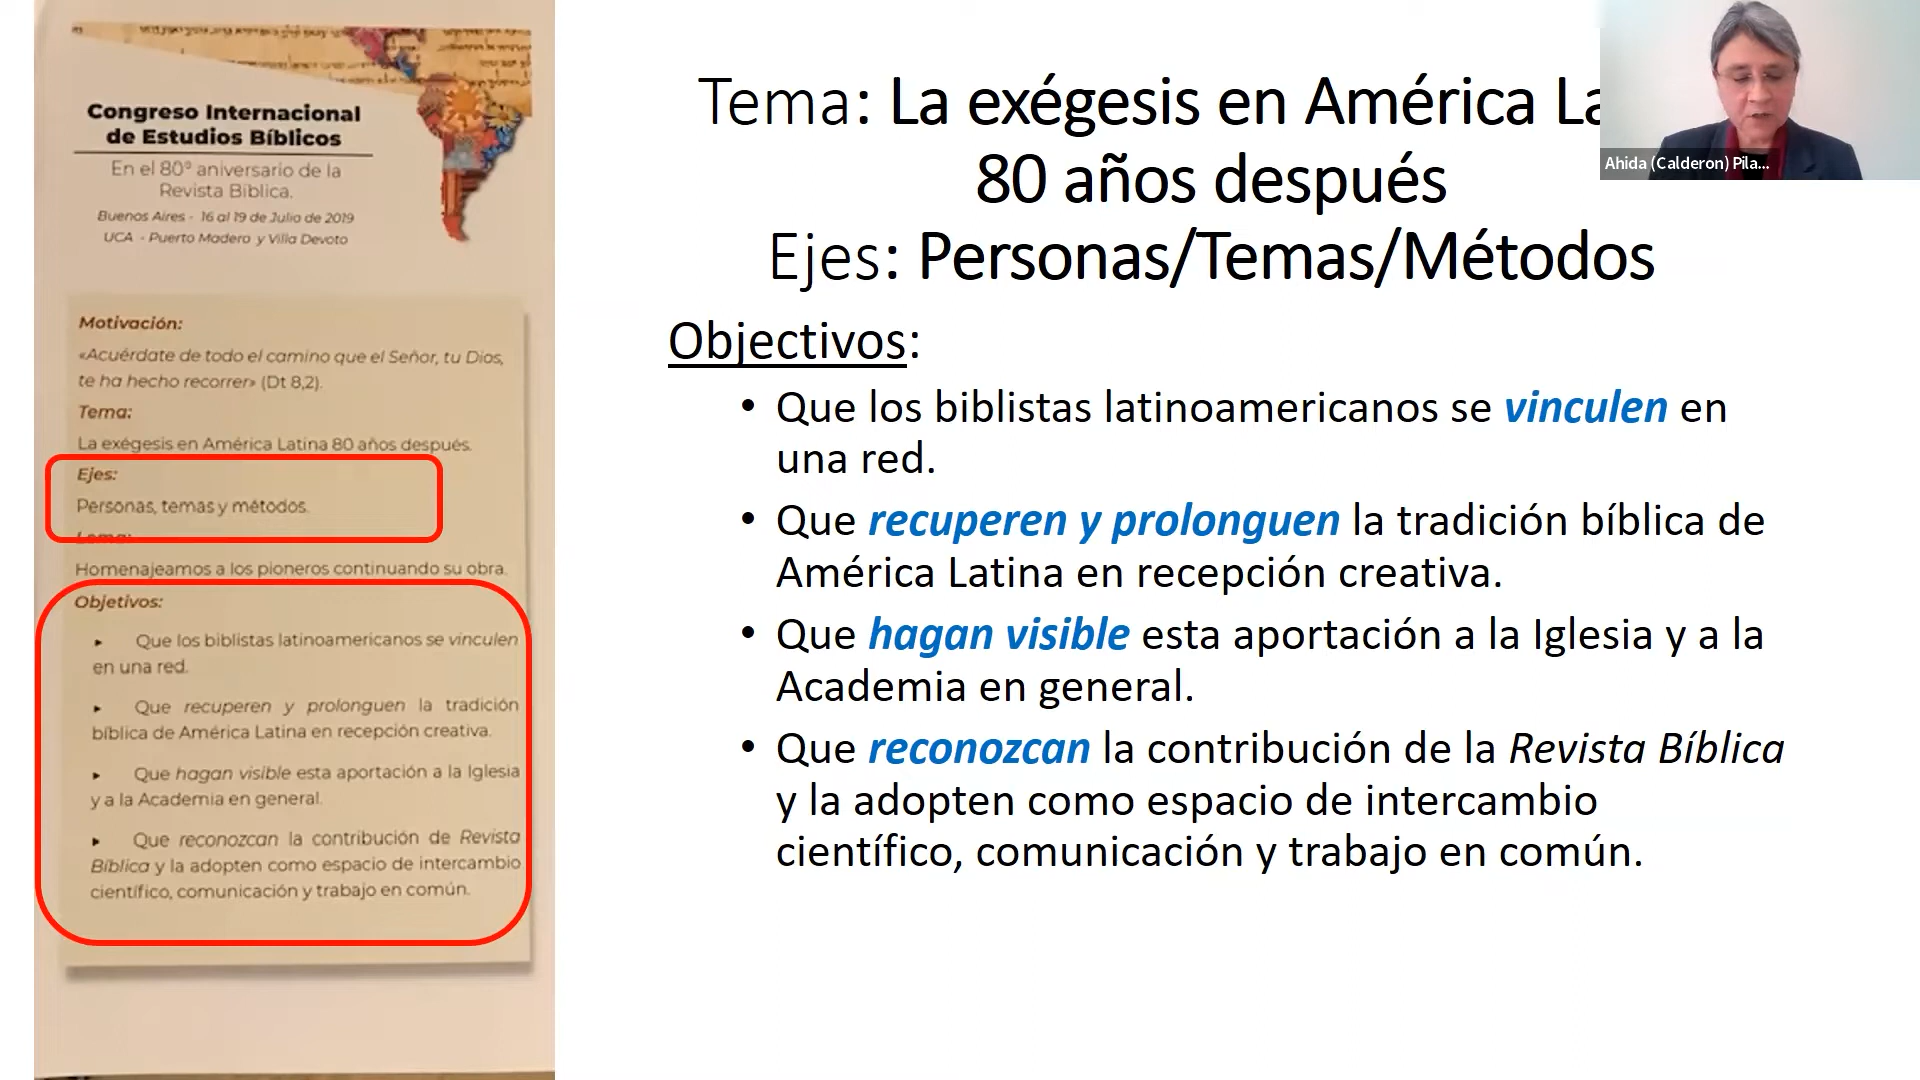 Congreso Internacional
de Estudios Bíblicos
En el 80º aniversario de la
Revista Bíblica.
Buenos Aires - 16 al 19 de Julio de 2019
UCA - Puerto Madero y Villa Devoto
Motivación:
«Acuérdate de todo el camino que el Señor, tu Dios,
te ha hecho recorrer» (Dt 8,2).
Tema:
La exégesis en América Latina 80 años después.
Ejes:
Personas, temas y métodos.
Lema:
Homenajeamos a los pioneros continuando su obra.
Objetivos:
▸ Que los biblistas latinoamericanos se vinculen
en una red.
▸ Que recuperen y prolonguen la tradición
bíblica de América Latina en recepción creativa.
▸ Que hagan visible esta aportación a la Iglesia
y a la Academia en general.
▸ Que reconozcan la contribución de Revista
Bíblica y la adopten como espacio de intercambio
científico, comunicación y trabajo en común.
Tema: La exégesis en América La
80 años después
Ejes: Personas/Temas/Métodos
Objectivos:
• Que los biblistas latinoamericanos se vinculen en
una red.
• Que recuperen y prolonguen la tradición bíblica de
América Latina en recepción creativa.
• Que hagan visible esta aportación a la Iglesia y a la
Academia en general.
• Que reconozcan la contribución de la Revista Bíblica
y la adopten como espacio de intercambio
científico, comunicación y trabajo en común.
Ahida (Calderon) Pila...